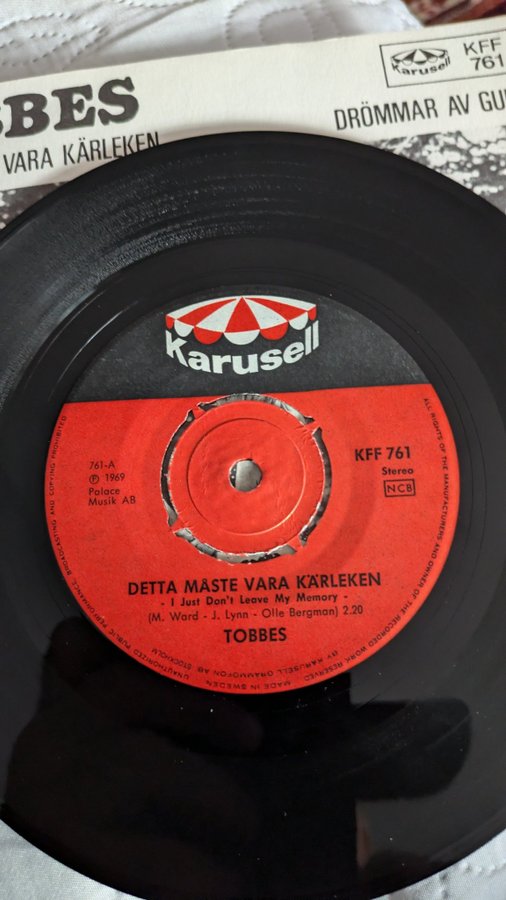 BBES
VARA KÄRLEKEN
DRÖMMAR AV GU
Karusell
KFF
761
Karusell
761-A
Ⓟ 1969
Palace
Musik AB
KFF 761
Stereo
NCB
DETTA MÅSTE VARA KÄRLEKEN
- I Just Don't Leave My Memory -
(M. Ward - J. Lynn - Olle Bergman) 2.20
TOBBES
ALL RIGHTS OF THE MANUFACTURERS AND OWNER OF THE RECORDED WORK RESERVED
UNAUTHORIZED PUBLIC PERFORMANCE, BROADCASTING AND COPYING PROHIBITED
BY KARUSELL GRAMMOFON AB, STOCKHOLM
MADE IN SWEDEN